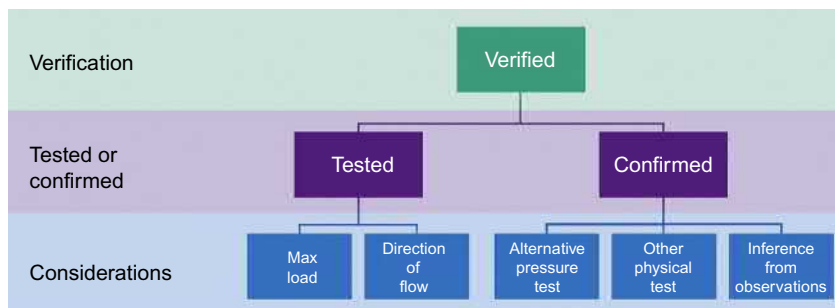 Verification
Verified
Tested or
confirmed
Tested
Confirmed
Considerations
Max
load
Direction
of
flow
Alternative
pressure
test
Other
physical
test
Inference
from
observations